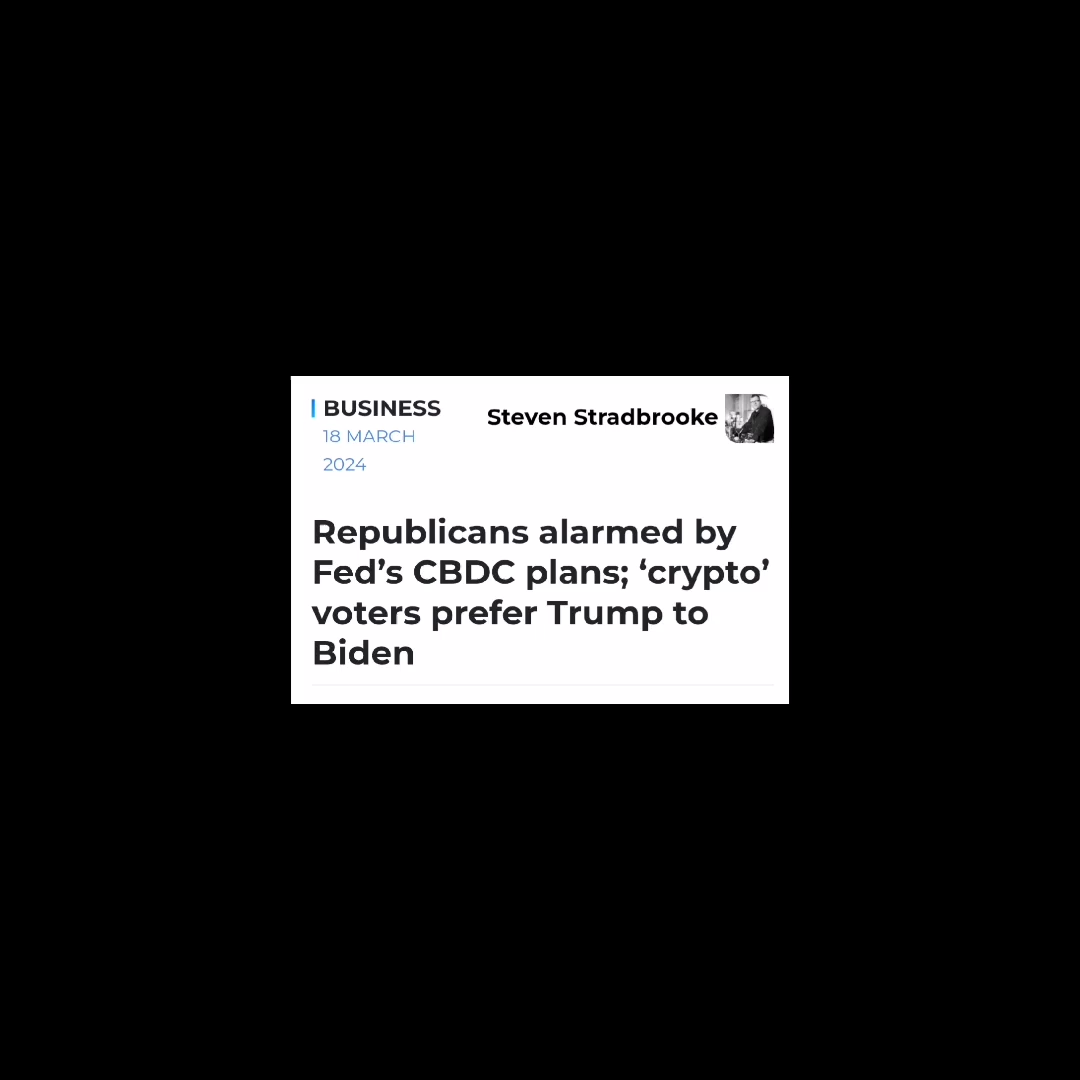 BUSINESS
18 MARCH
2024
Steven Stradbrooke
Republicans alarmed by
Fed’s CBDC plans; ‘crypto’
voters prefer Trump to
Biden